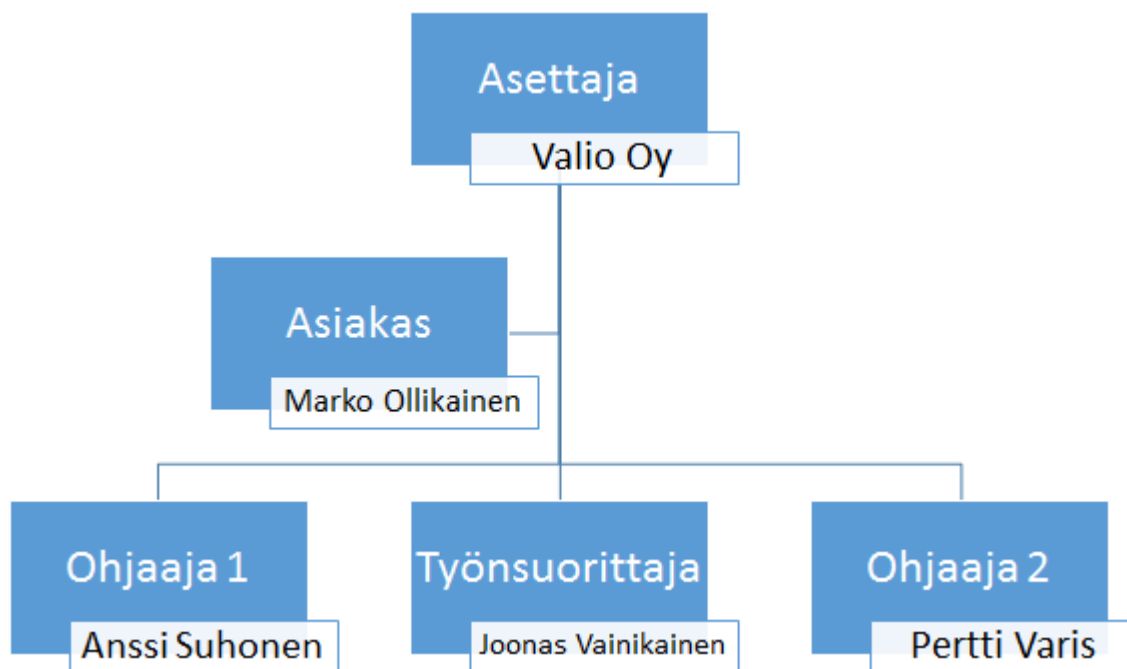 Asettaja
Valio Oy
Asiakas
Marko Ollikainen
Ohjaaja 1
Anssi Suhonen
Työnsuorittaja
Joonas Vainikainen
Ohjaaja 2
Pertti Varis